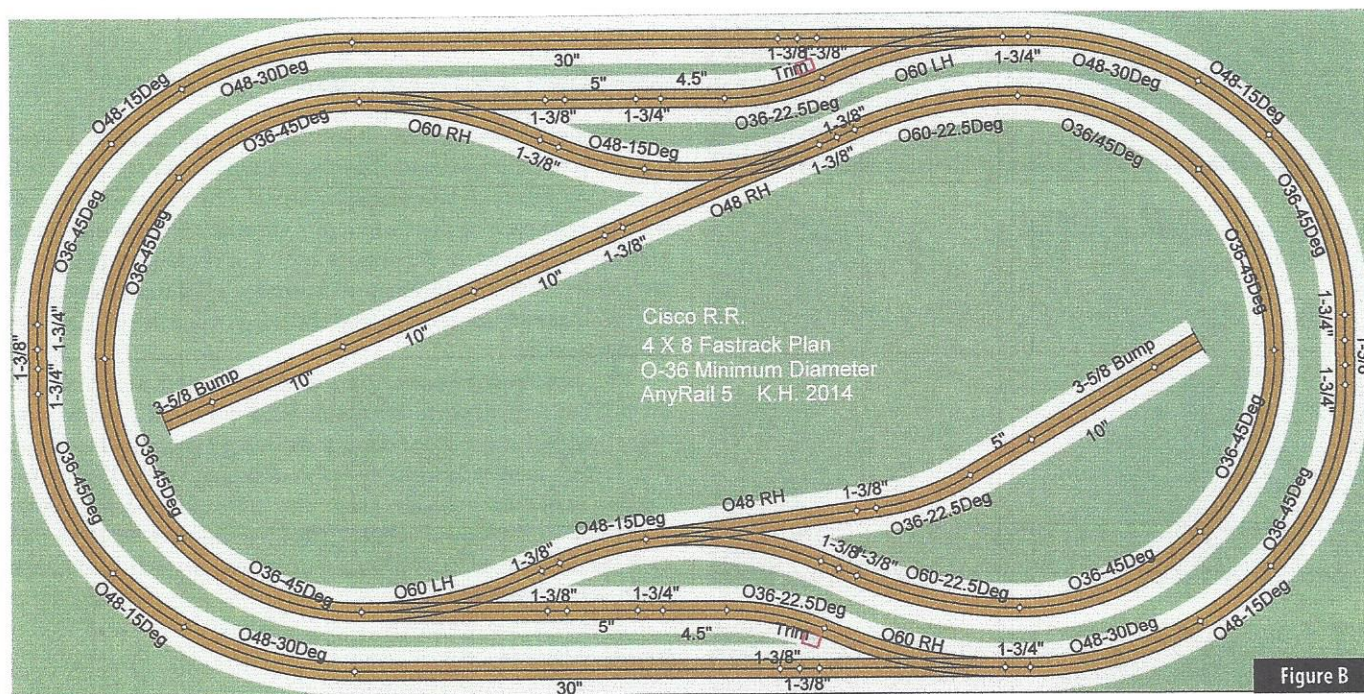 30"
1-3/8"
1-3/8"
Trim
O60 LH
1-3/4"
O48-30Deg
O48-15Deg
O48-15Deg
O48-30Deg
5"
4.5"
1-3/8"
1-3/4"
O36-22.5Deg
O36-45Deg
O60 RH
1-3/8"
O48-15Deg
1-3/8"
1-3/8"
O60-22.5Deg
O36/45Deg
O36-45Deg
O36-45Deg
O36-45Deg
O48 RH
1-3/8"
10"
10"
10"
3-5/8 Bump
O36-45Deg
1-3/8"
1-3/4"
1-3/4"
1-3/4"
1-3/8"
1-3/4"
Cisco R.R.
4 X 8 Fastrack Plan
O-36 Minimum Diameter
AnyRail 5 K.H. 2014
3-5/8 Bump
5"
10"
O36-45Deg
O36-45Deg
O36-45Deg
O36-45Deg
O48 RH
1-3/8"
O36-22.5Deg
O48-15Deg
1-3/8"
1-3/8"
1-3/8"
O60-22.5Deg
O36-45Deg
O36-45Deg
O60 LH
1-3/8"
1-3/4"
O36-22.5Deg
5"
4.5"
Trim
O60 RH
1-3/4"
O48-30Deg
O48-15Deg
O48-15Deg
O48-30Deg
1-3/8"
1-3/8"
30"
Figure B